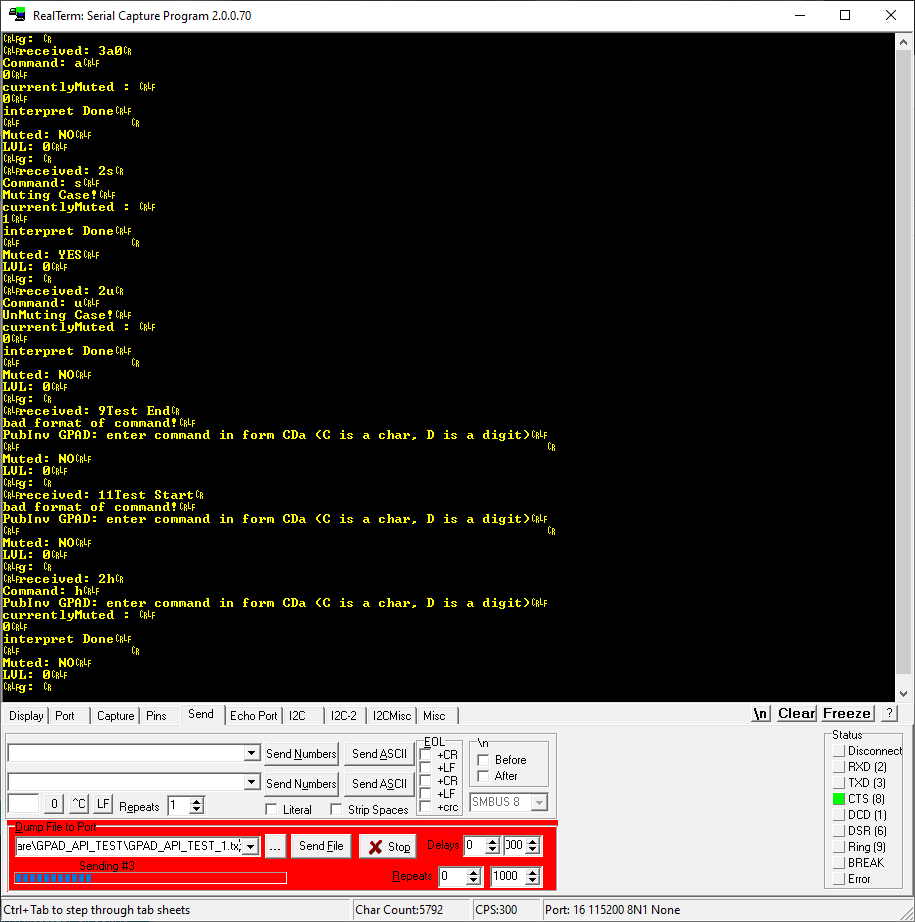 RealTerm: Serial Capture Program 2.0.0.70
CRLFg: CR
CRLFreceived: 3a0CR
Command: aCRLF
0CRLF
currentlyMuted : CRLF
0CRLF
interpret DoneCRLF
CRLF CR
Muted: NOCRLF
LVL: 0CRLF
CRLFg: CR
CRLFreceived: 2sCR
Command: sCRLF
Muting Case!CRLF
currentlyMuted : CRLF
1CRLF
interpret DoneCRLF
CRLF CR
Muted: YESCRLF
LVL: 0CRLF
CRLFg: CR
CRLFreceived: 2uCR
Command: uCRLF
UnMuting Case!CRLF
currentlyMuted : CRLF
0CRLF
interpret DoneCRLF
CRLF CR
Muted: NOCRLF
LVL: 0CRLF
CRLFg: CR
CRLFreceived: 9Test EndCR
bad format of command!CRLF
PubInv GPAD: enter command in form CDa (C is a char, D is a digit)CRLF
CRLF CR
Muted: NOCRLF
LVL: 0CRLF
CRLFg: CR
CRLFreceived: 11Test StartCR
bad format of command!CRLF
PubInv GPAD: enter command in form CDa (C is a char, D is a digit)CRLF
CRLF CR
Muted: NOCRLF
LVL: 0CRLF
CRLFg: CR
CRLFreceived: 2hCR
Command: hCRLF
PubInv GPAD: enter command in form CDa (C is a char, D is a digit)CRLF
currentlyMuted : CRLF
0CRLF
interpret DoneCRLF
CRLF CR
Muted: NOCRLF
LVL: 0CRLF
CRLFg: CR
Display Port Capture Pins Send Echo Port I2C I2C-2 I2CMisc Misc \n Clear Freeze ?
EOL
Send Numbers Send ASCII +CR
+LF
Send Numbers Send ASCII +CR
+LF
0 ^C LF Repeats 1 Literal Strip Spaces +crc
\n
Before
After
SMBUS 8
Dump File to Port
are\GPAD_API_TEST\GPAD_API_TEST_1.tx ... Send File Stop Delays 0 000
Sending #3
Repeats 0 1000
Status
Disconnect
RXD (2)
TXD (3)
CTS (8)
DCD (1)
DSR (6)
Ring (9)
BREAK
Error
Ctrl+Tab to step through tab sheets Char Count:5792 CPS:300 Port: 16 115200 8N1 None